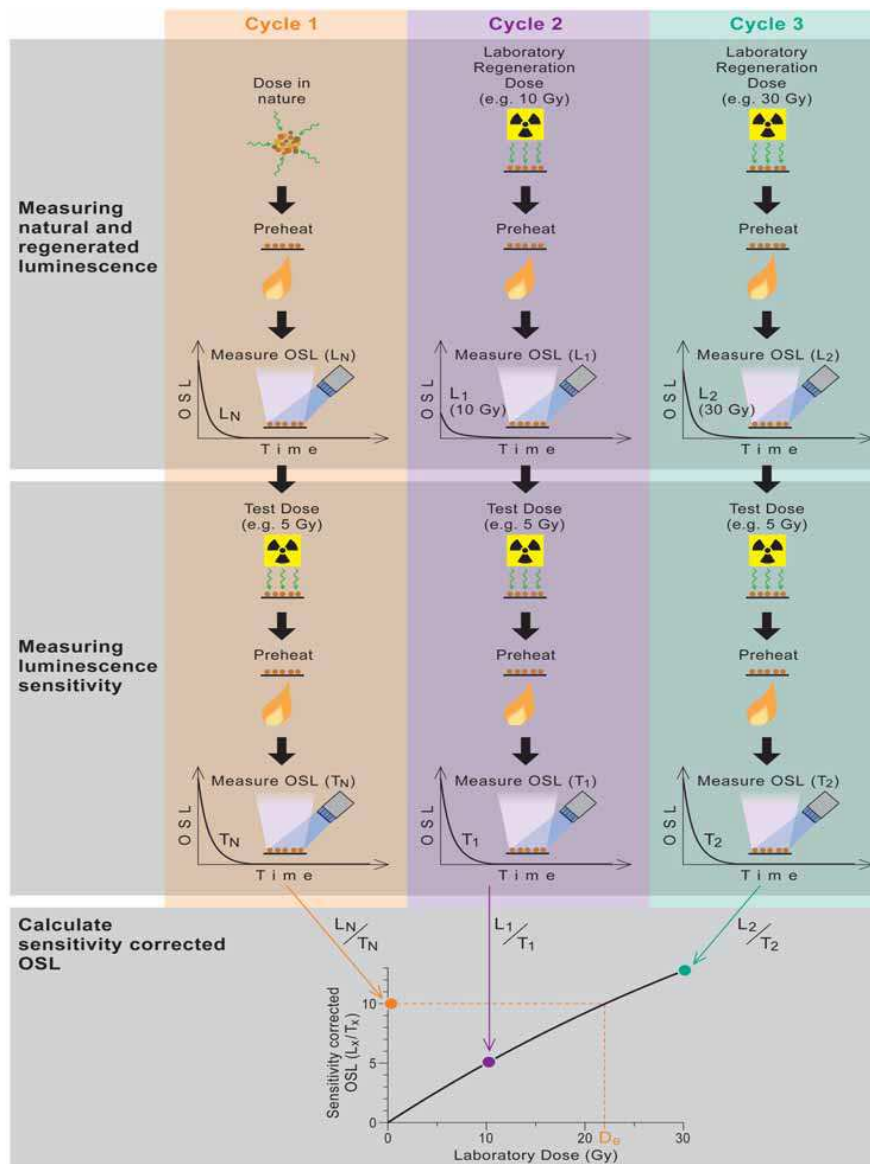 Cycle 1
Cycle 2
Cycle 3
Measuring
natural and
regenerated
luminescence
Dose in
nature
Preheat
Measure OSL (LN)
OSL
LN
Time
Laboratory
Regeneration
Dose
(e.g. 10 Gy)
Preheat
Measure OSL (L1)
OSL
L1
(10 Gy)
Time
Laboratory
Regeneration
Dose
(e.g. 30 Gy)
Preheat
Measure OSL (L2)
OSL
L2
(30 Gy)
Time
Measuring
luminescence
sensitivity
Test Dose
(e.g. 5 Gy)
Preheat
Measure OSL (TN)
OSL
TN
Time
Test Dose
(e.g. 5 Gy)
Preheat
Measure OSL (T1)
OSL
T1
Time
Test Dose
(e.g. 5 Gy)
Preheat
Measure OSL (T2)
OSL
T2
Time
Calculate
sensitivity corrected
OSL
LN/TN
L1/T1
L2/T2
Sensitivity corrected
OSL (Lx/Tx)
10
5
0
0
10
20
De
30
Laboratory Dose (Gy)